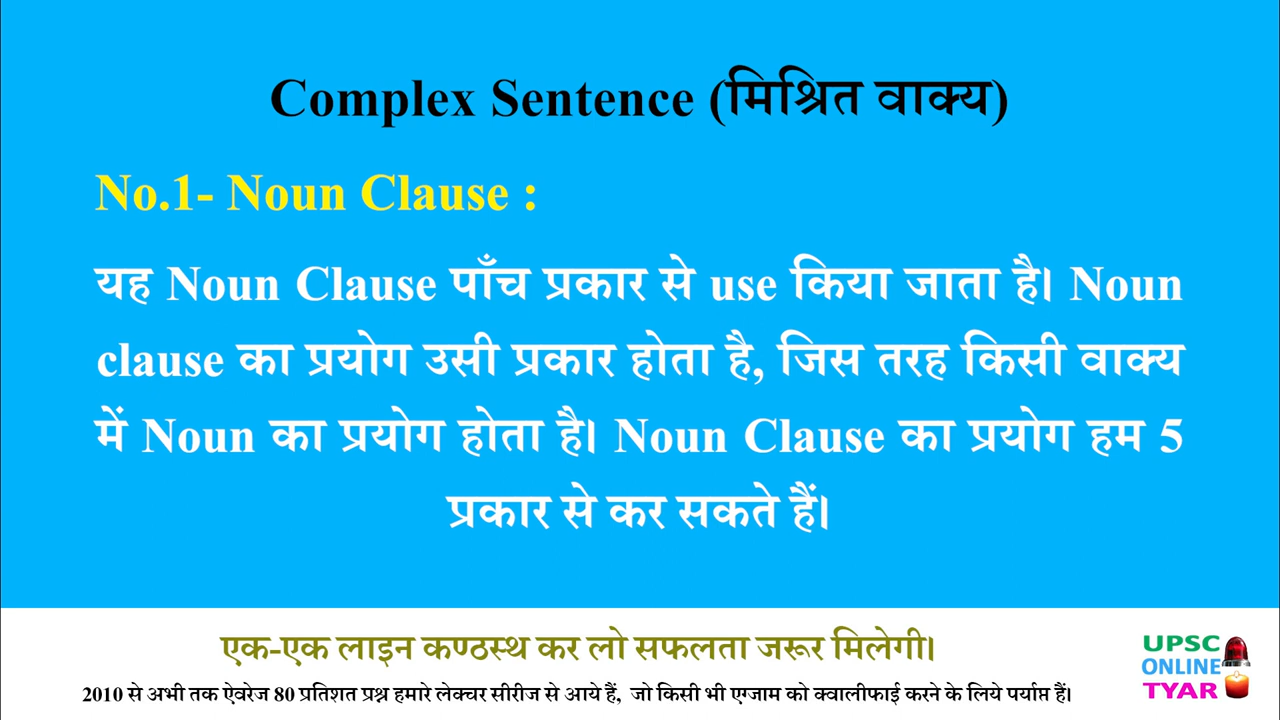 Complex Sentence (मिश्रित वाक्य)
No.1- Noun Clause :
यह Noun Clause पाँच प्रकार से use किया जाता है। Noun
clause का प्रयोग उसी प्रकार होता है, जिस तरह किसी वाक्य
में Noun का प्रयोग होता है। Noun Clause का प्रयोग हम 5
प्रकार से कर सकते हैं।
एक-एक लाइन कण्ठस्थ कर लो सफलता जरूर मिलेगी।
2010 से अभी तक ऐवरेज 80 प्रतिशत प्रश्न हमारे लेक्चर सीरीज से आये हैं, जो किसी भी एग्जाम को क्वालीफाई करने के लिये पर्याप्त हैं।
UPSC
ONLINE
TYAR